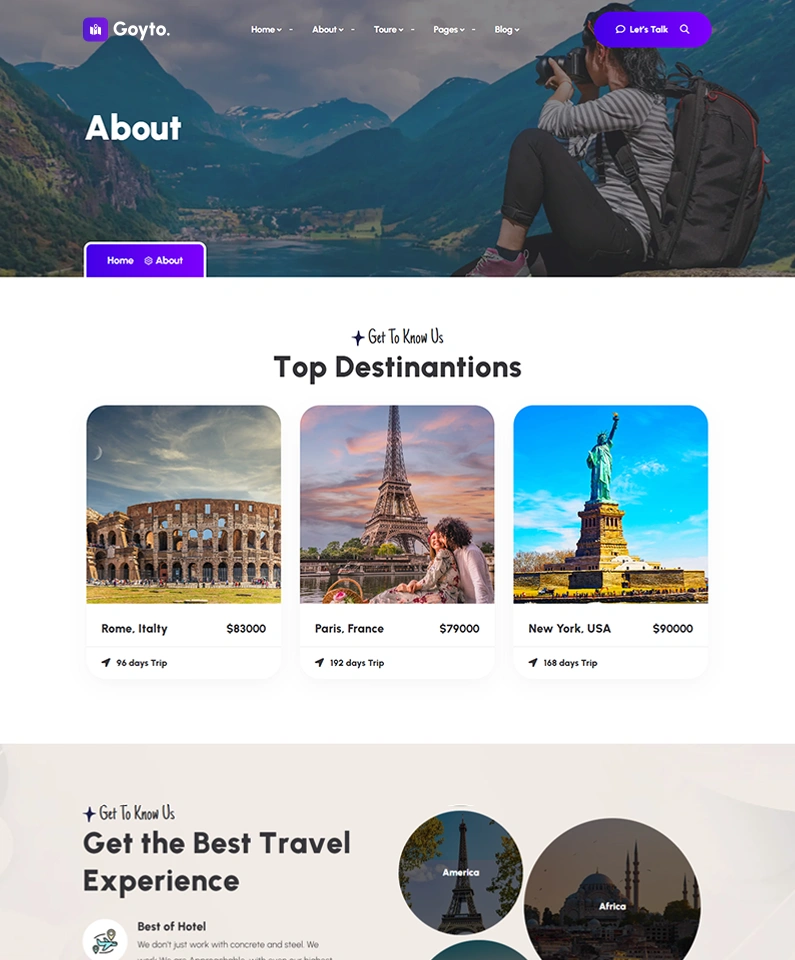 Goyto.
Home - About - Toure - Pages - Blog
Let's Talk
About
Home About
Get To Know Us
Top Destinantions
Rome, Italty $83000
96 days Trip
Paris, France $79000
192 days Trip
New York, USA $90000
168 days Trip
Get To Know Us
Get the Best Travel
Experience
America
Africa
Best of Hotel
We don't just work with concrete and steel. We
work We are Approachable, with even our highest